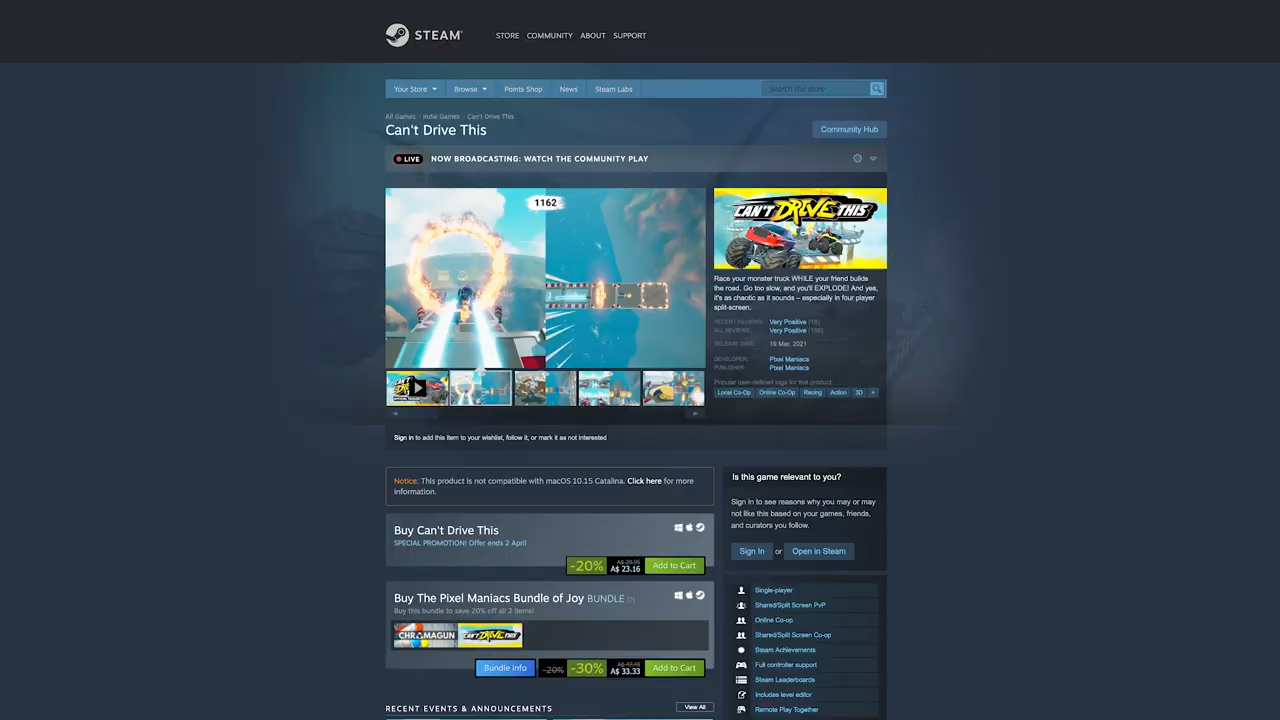 STEAM
STORE COMMUNITY ABOUT SUPPORT
Your Store Browse Points Shop News Steam Labs search the store
All Games Indie Games Can't Drive This
Can't Drive This
Community Hub
LIVE NOW BROADCASTING: WATCH THE COMMUNITY PLAY
1162
CAN'T DRIVE THIS
Race your monster truck WHILE your friend builds
the road. Go too slow, and you'll EXPLODE! And yes,
it's as chaotic as it sounds – especially in four player
split-screen.
RECENT REVIEWS: Very Positive (18)
ALL REVIEWS: Very Positive
RELEASE DATE: 19 Mar, 2021
DEVELOPER: Pixel Maniacs
PUBLISHER: Pixel Maniacs
Popular user-defined tags for this product:
Local Co-Op Online Co-Op Racing Action 3D +
Sign in to add this item to your wishlist, follow it, or mark it as not interested
Notice: This product is not compatible with macOS 10.15 Catalina. Click here for more
information.
Buy Can't Drive This
SPECIAL PROMOTION! Offer ends 2 April
-20% A$ 28.95 A$ 23.16 Add to Cart
Buy The Pixel Maniacs Bundle of Joy BUNDLE (?)
Buy this bundle to save 20% off all 2 items!
CHROMAGUN CAN'T DRIVE THIS
Bundle info -20% -30% A$ 33.33 Add to Cart
RECENT EVENTS & ANNOUNCEMENTS View All
Is this game relevant to you?
Sign in to see reasons why you may or may
not like this based on your games, friends,
and curators you follow.
Sign In or Open in Steam
Single-player
Shared/Split Screen PvP
Online Co-op
Shared/Split Screen Co-op
Steam Achievements
Full controller support
Steam Leaderboards
Includes level editor
Remote Play Together